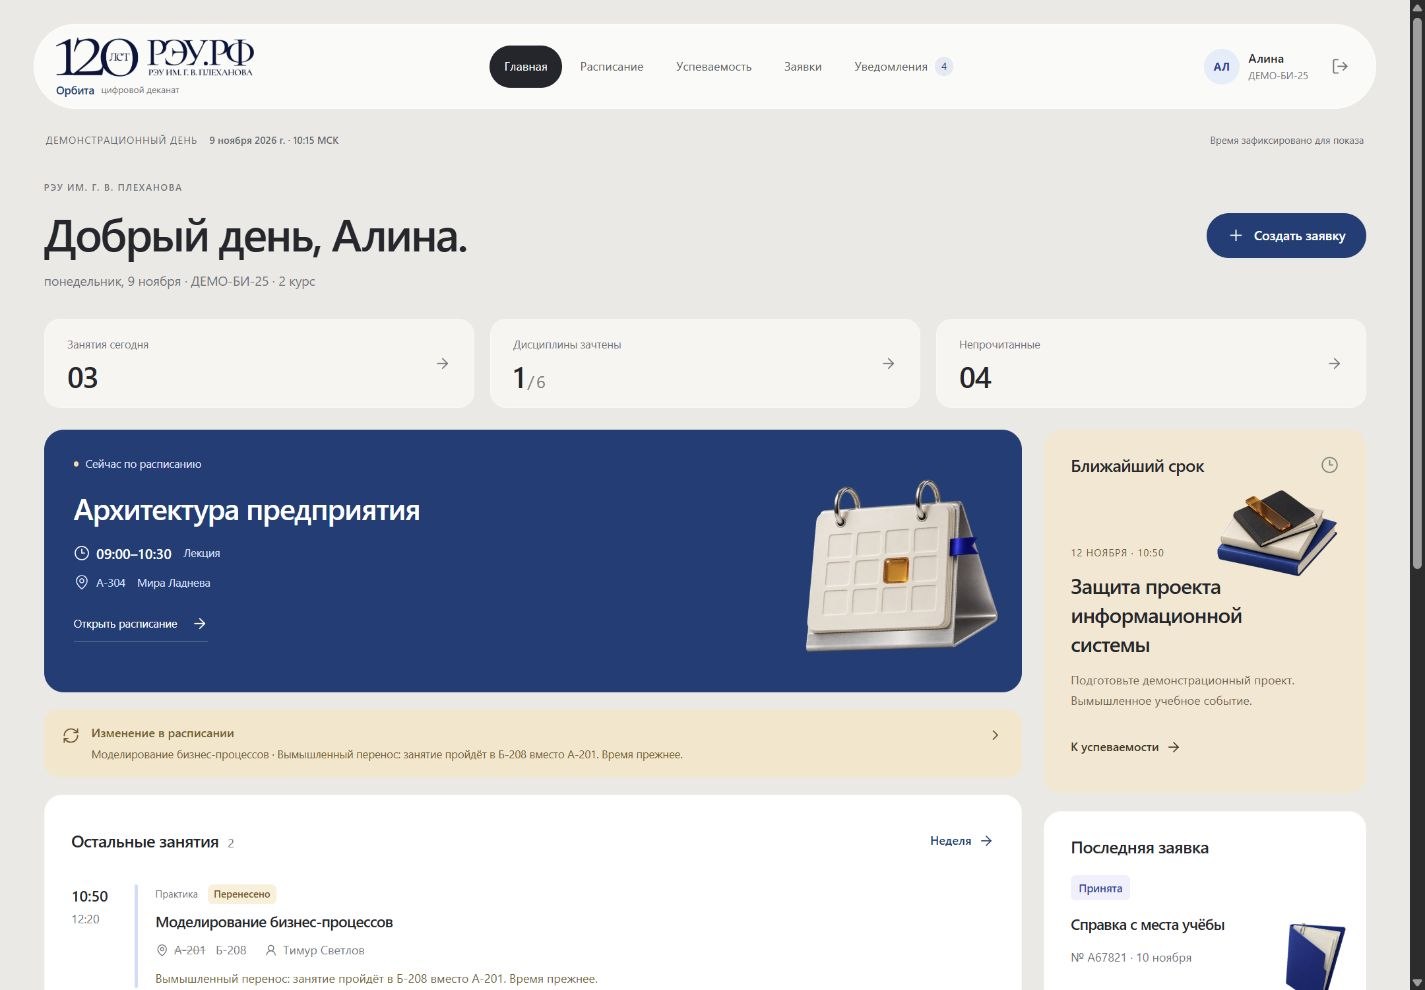 120 ЛЕТ РЭУ.РФ
РЭУ ИМ. Г. В. ПЛЕХАНОВА
Орбита цифровой деканат
Главная
Расписание
Успеваемость
Заявки
Уведомления 4
АЛ
Алина
ДЕМО-БИ-25
ДЕМОНСТРАЦИОННЫЙ ДЕНЬ 9 ноября 2026 г. · 10:15 МСК
Время зафиксировано для показа
РЭУ ИМ. Г. В. ПЛЕХАНОВА
Добрый день, Алина.
понедельник, 9 ноября · ДЕМО-БИ-25 · 2 курс
Создать заявку
Занятия сегодня
03
Дисциплины зачтены
1/6
Непрочитанные
04
Сейчас по расписанию
Архитектура предприятия
09:00–10:30 Лекция
А-304 Мира Ладнева
Открыть расписание
Ближайший срок
12 НОЯБРЯ · 10:50
Защита проекта
информационной
системы
Подготовьте демонстрационный проект.
Вымышленное учебное событие.
К успеваемости
Изменение в расписании
Моделирование бизнес-процессов · Вымышленный перенос: занятие пройдёт в Б-208 вместо А-201. Время прежнее.
Остальные занятия 2
Неделя
10:50
12:20
Практика Перенесено
Моделирование бизнес-процессов
А-201 Б-208 Тимур Светлов
Вымышленный перенос: занятие пройдёт в Б-208 вместо А-201. Время прежнее.
Последняя заявка
Принята
Справка с места учёбы
№ А67821 · 10 ноября